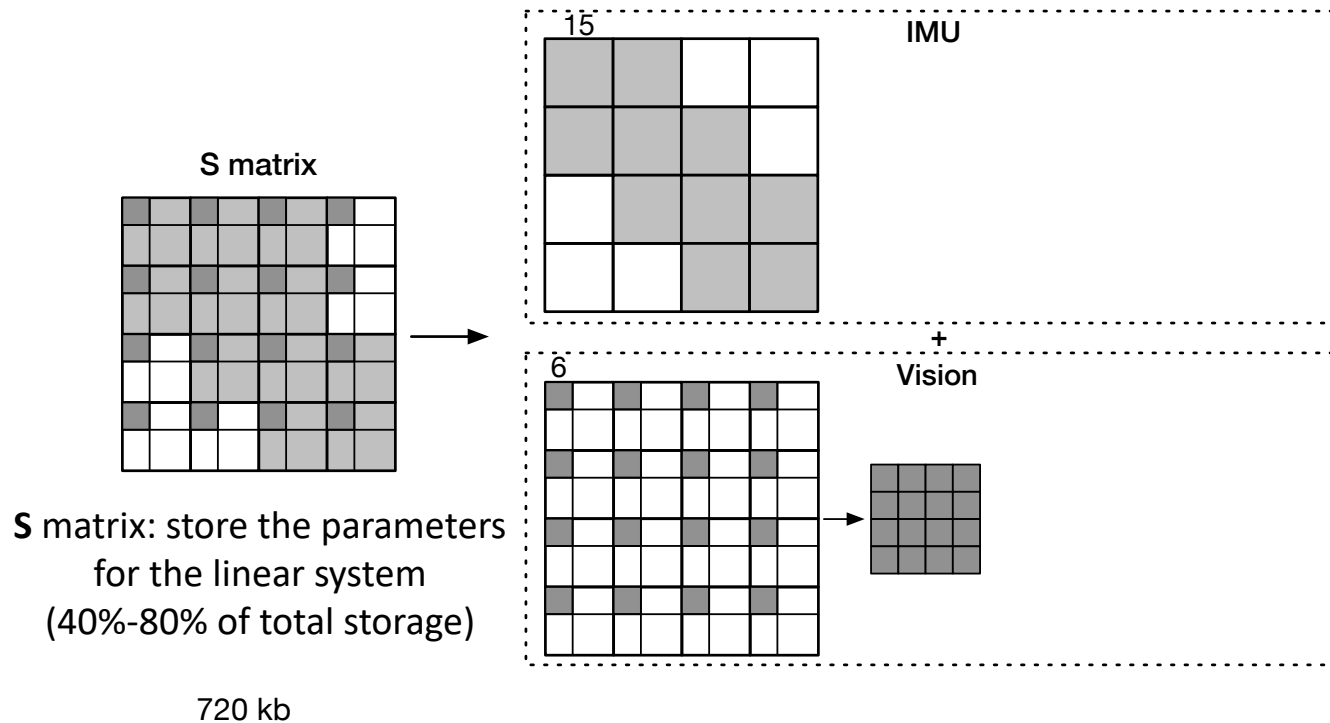 15
IMU
S matrix
+
6
Vision
S matrix: store the parameters
for the linear system
(40%-80% of total storage)
720 kb